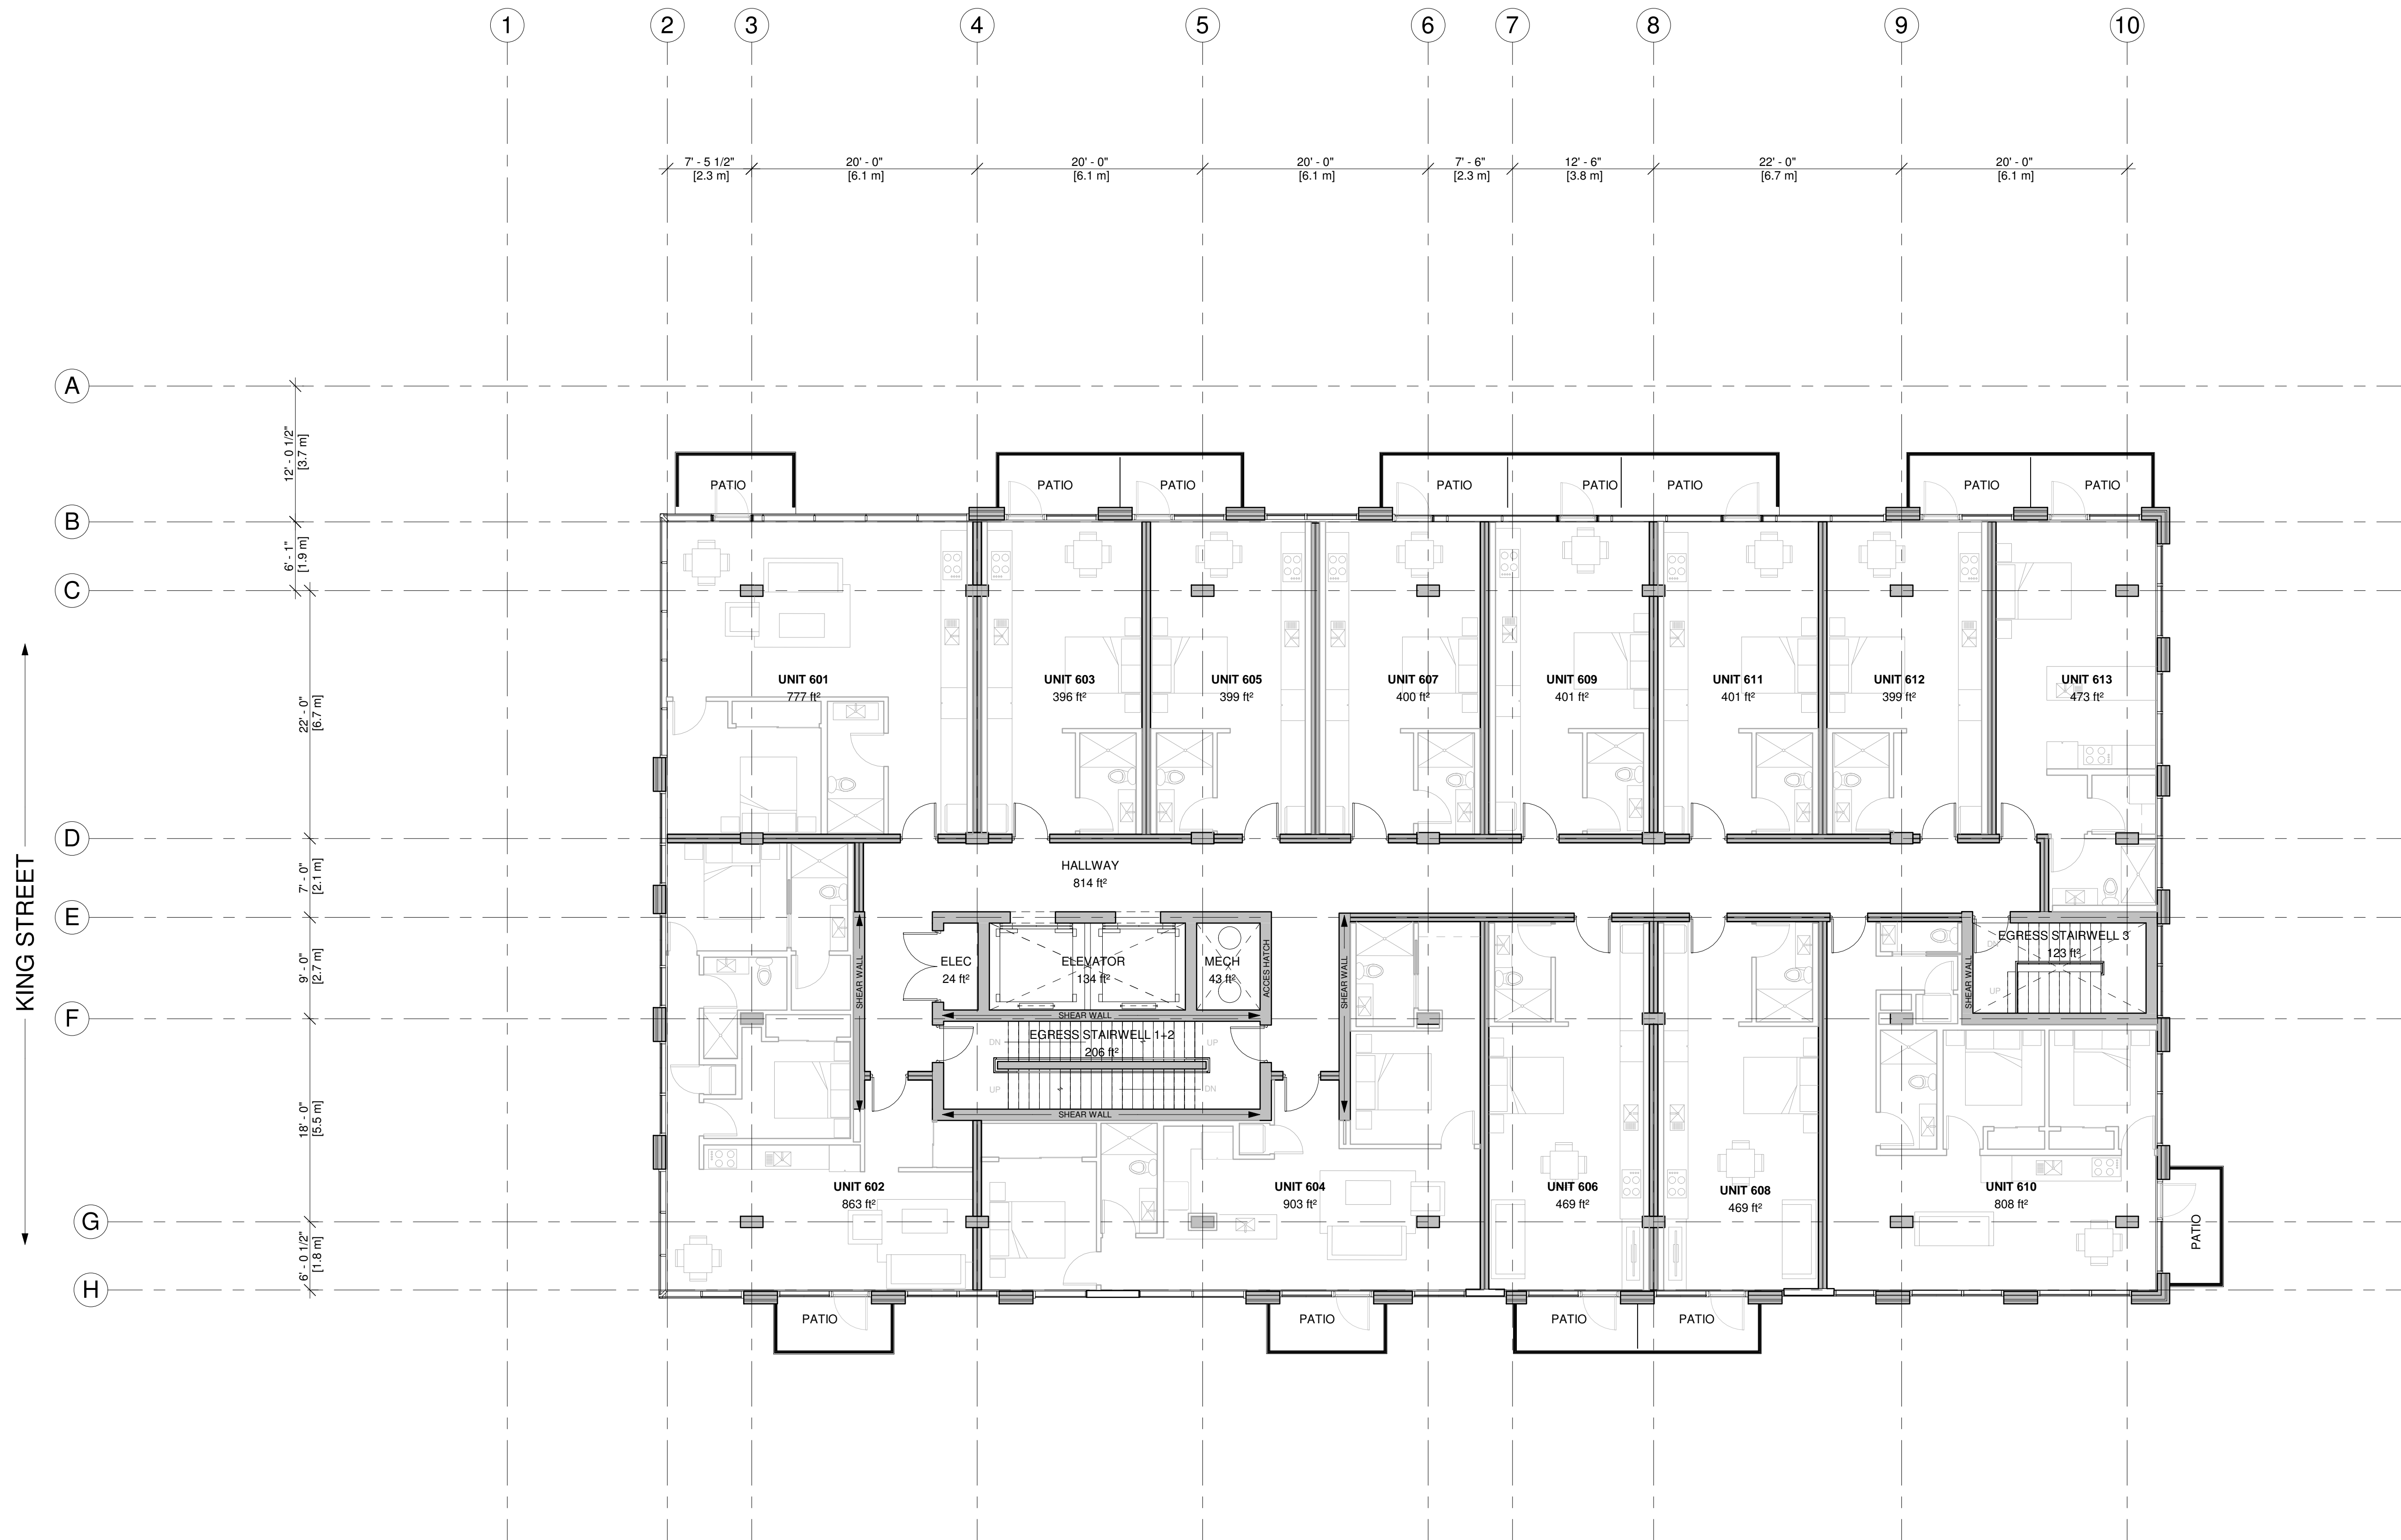 1
2
3
4
5
6
7
8
9
10
7' - 5 1/2"
[2.3 m]
20' - 0"
[6.1 m]
20' - 0"
[6.1 m]
20' - 0"
[6.1 m]
7' - 6"
[2.3 m]
12' - 6"
[3.8 m]
22' - 0"
[6.7 m]
20' - 0"
[6.1 m]
A
B
C
D
E
F
G
H
12' - 0 1/2"
[3.7 m]
6' - 1"
[1.9 m]
22' - 0"
[6.7 m]
7' - 0"
[2.1 m]
9' - 0"
[2.7 m]
18' - 0"
[5.5 m]
6' - 0 1/2"
[1.8 m]
KING STREET
PATIO
PATIO
PATIO
PATIO
PATIO
PATIO
PATIO
PATIO
UNIT 601
777 ft²
UNIT 603
396 ft²
UNIT 605
399 ft²
UNIT 607
400 ft²
UNIT 609
401 ft²
UNIT 611
401 ft²
UNIT 612
399 ft²
UNIT 613
473 ft²
HALLWAY
814 ft²
SHEAR WALL
ELEC
24 ft²
ELEVATOR
134 ft²
MECH
43 ft²
ACCES HATCH
SHEAR WALL
SHEAR WALL
EGRESS STAIRWELL 3
123 ft²
DN
UP
SHEAR WALL
EGRESS STAIRWELL 1+2
206 ft²
DN
UP
UP
DN
SHEAR WALL
UNIT 602
863 ft²
UNIT 604
903 ft²
UNIT 606
469 ft²
UNIT 608
469 ft²
UNIT 610
808 ft²
PATIO
PATIO
PATIO
PATIO
PATIO